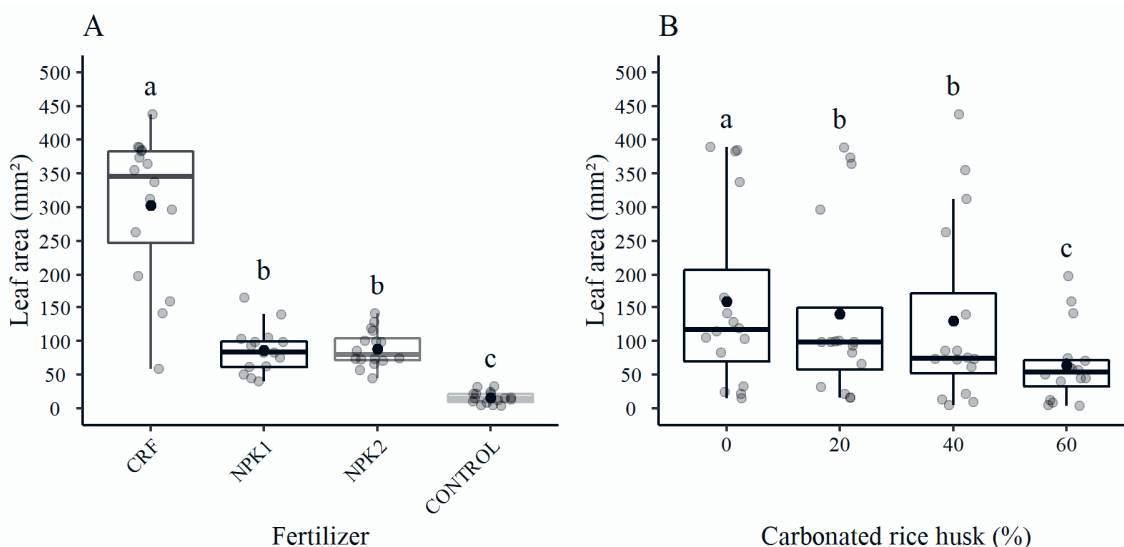 A
Leaf area (mm²)
500
450
400
350
300
250
200
150
100
50
0
a
b
b
c
CRF
NPK1
NPK2
CONTROL
Fertilizer
B
Leaf area (mm²)
500
450
400
350
300
250
200
150
100
50
0
a
b
b
c
0
20
40
60
Carbonated rice husk (%)